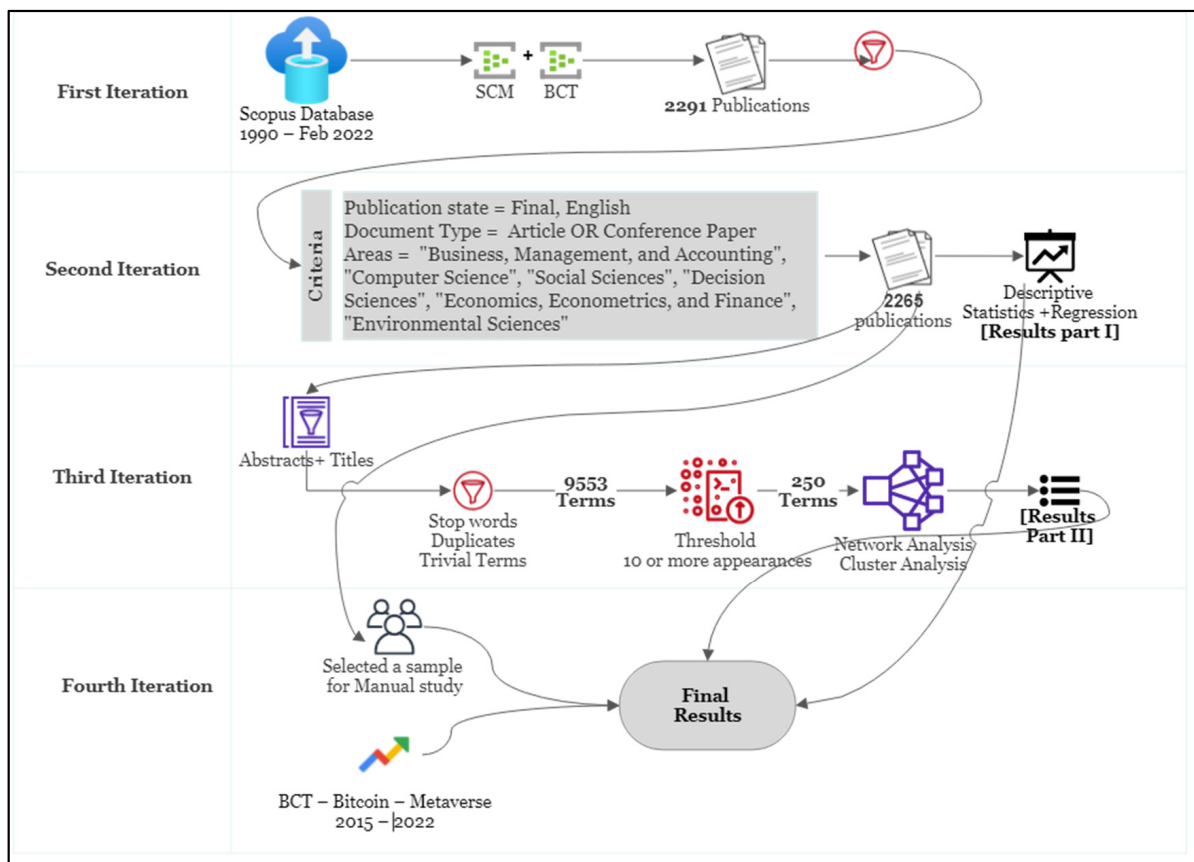 First Iteration
Scopus Database
1990 – Feb 2022
SCM
+
BCT
2291 Publications
Second Iteration
Criteria
Publication state = Final, English
Document Type = Article OR Conference Paper
Areas = "Business, Management, and Accounting",
"Computer Science", "Social Sciences", "Decision
Sciences", "Economics, Econometrics, and Finance",
"Environmental Sciences"
2265
publications
Descriptive
Statistics +Regression
[Results part I]
Third Iteration
Abstracts+ Titles
Stop words
Duplicates
Trivial Terms
9553
Terms
Threshold
10 or more appearances
250
Terms
Network Analysis
Cluster Analysis
[Results
Part II]
Fourth Iteration
Selected a sample
for Manual study
BCT – Bitcoin – Metaverse
2015 – 2022
Final
Results